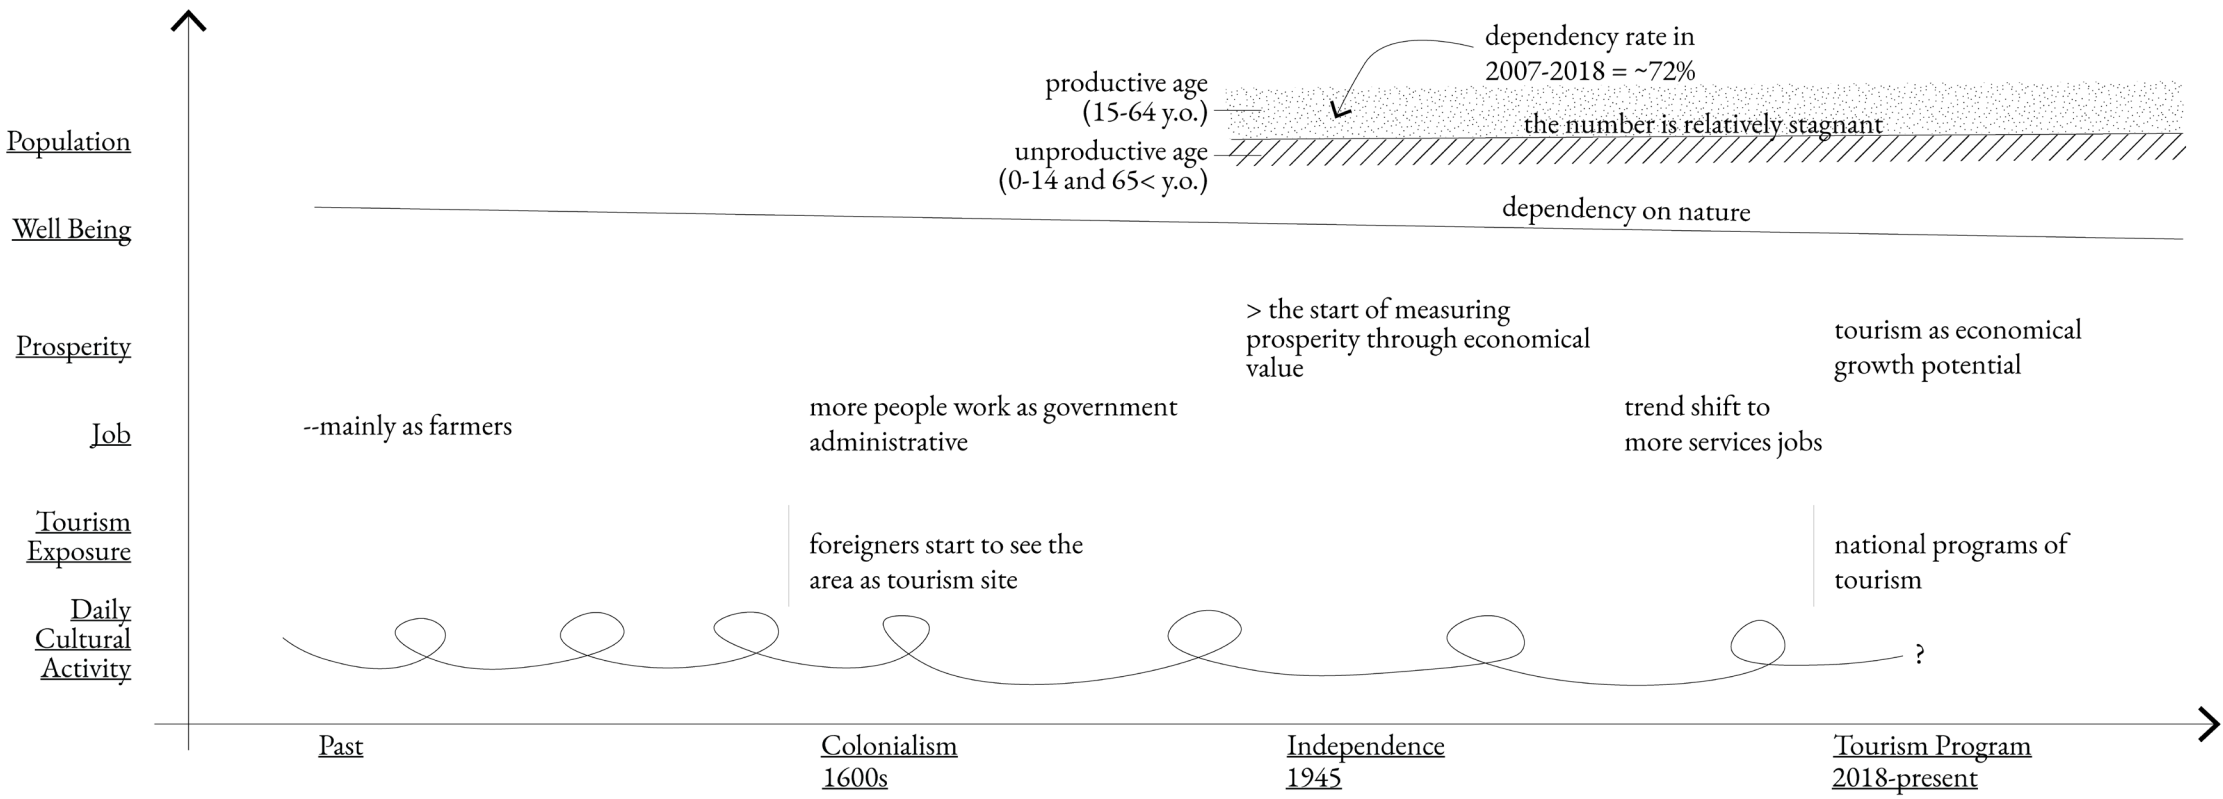 dependency rate in
2007-2018 = ~72%
productive age
(15-64 y.o.)
the number is relatively stagnant
Population
unproductive age
(0-14 and 65< y.o.)
Well Being
dependency on nature
Prosperity
> the start of measuring
prosperity through economical
value
tourism as economical
growth potential
Job
--mainly as farmers
more people work as government
administrative
trend shift to
more services jobs
Tourism
Exposure
foreigners start to see the
area as tourism site
national programs of
tourism
Daily
Cultural
Activity
?
Past
Colonialism
1600s
Independence
1945
Tourism Program
2018-present